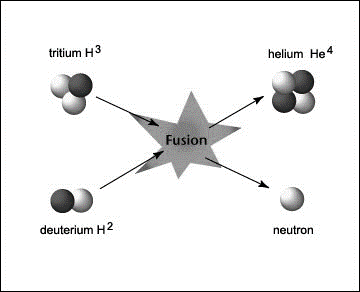 tritium H3
helium He4
Fusion
deuterium H2
neutron